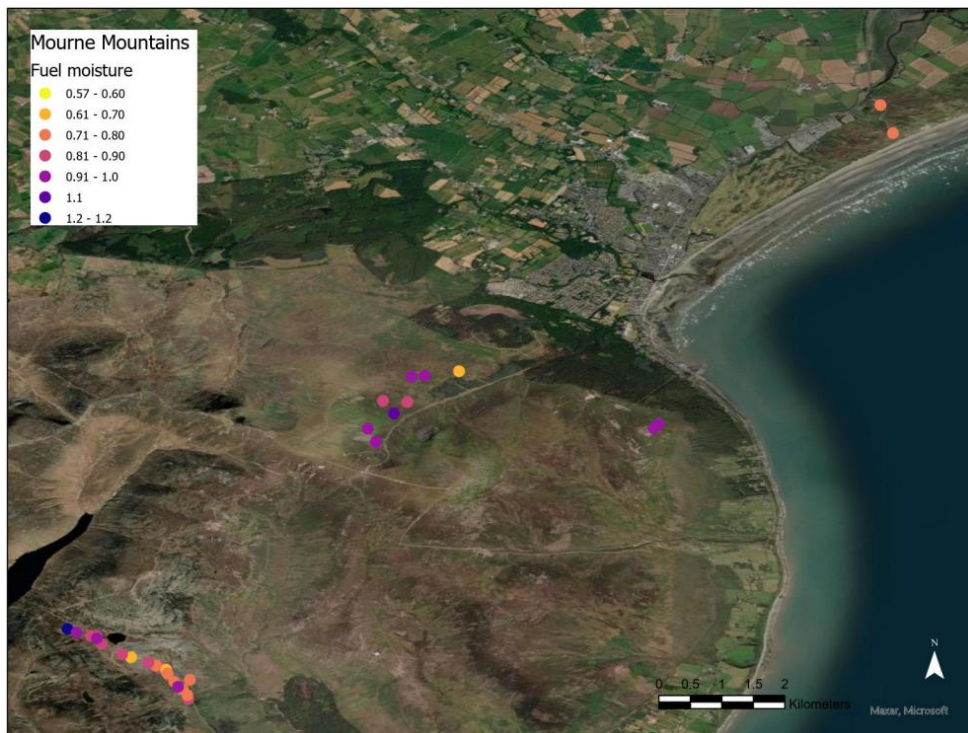 Mourne Mountains
Fuel moisture
0.57 - 0.60
0.61 - 0.70
0.71 - 0.80
0.81 - 0.90
0.91 - 1.0
1.1
1.2 - 1.2
N
0 0.5 1 1.5 2
Kilometers
Maxar, Microsoft